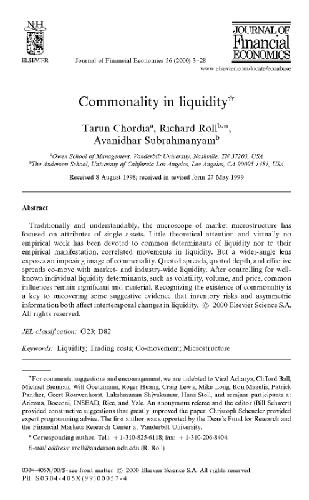 NH
ELSEVIER
Journal of Financial Economics 56 (2000) 3-28
JOURNAL OF
Financial
ECONOMICS
www.elsevier.com/locate/econbase
Commonality in liquidity☆
Tarun Chordiaᵃ, Richard Rollᵇ,*,
Avanidhar Subrahmanyamᵇ
ᵃOwen School of Management, Vanderbilt University, Nashville, TN 37203, USA
ᵇThe Anderson School, University of California Los Angeles, Los Angeles, CA 90095-1481, USA
Received 8 August 1998; received in revised form 27 May 1999
Abstract
Traditionally and understandably, the microscope of market microstructure has
focused on attributes of single assets. Little theoretical attention and virtually no
empirical work has been devoted to common determinants of liquidity nor to their
empirical manifestation, correlated movements in liquidity. But a wider-angle lens
exposes an imposing image of commonality. Quoted spreads, quoted depth, and effective
spreads co-move with market- and industry-wide liquidity. After controlling for well-
known individual liquidity determinants, such as volatility, volume, and price, common
influences remain significant and material. Recognizing the existence of commonality is
a key to uncovering some suggestive evidence that inventory risks and asymmetric
information both affect intertemporal changes in liquidity. © 2000 Elsevier Science S.A.
All rights reserved.
JEL classification: G23; D82
Keywords: Liquidity; Trading costs; Co-movement; Microstructure
☆For comments, suggestions and encouragement, we are indebted to Viral Acharya, Clifford Ball,
Michael Brennan, Will Goetzmann, Roger Huang, Craig Lewis, Mike Long, Ron Masulis, Patrick
Panther, Geert Rouwenhorst, Lakshmanan Shivakumar, Hans Stoll, and seminar participants at
Arizona, Bocconi, INSEAD, Rice, and Yale. An anonymous referee and the editor (Bill Schwert)
provided constructive suggestions that greatly improved the paper. Christoph Schenzler provided
expert programming advice. The first author was supported by the Dean's Fund for Research and
the Financial Markets Research Center at Vanderbilt University.
* Corresponding author. Tel.: + 1-310-825-6118; fax: + 1-310-206-8404.
E-mail address: (R. Roll)
0304-405X/00/$- see front matter © 2000 Elsevier Science S.A. All rights reserved.
PII: S0304-405X(99)00057-4